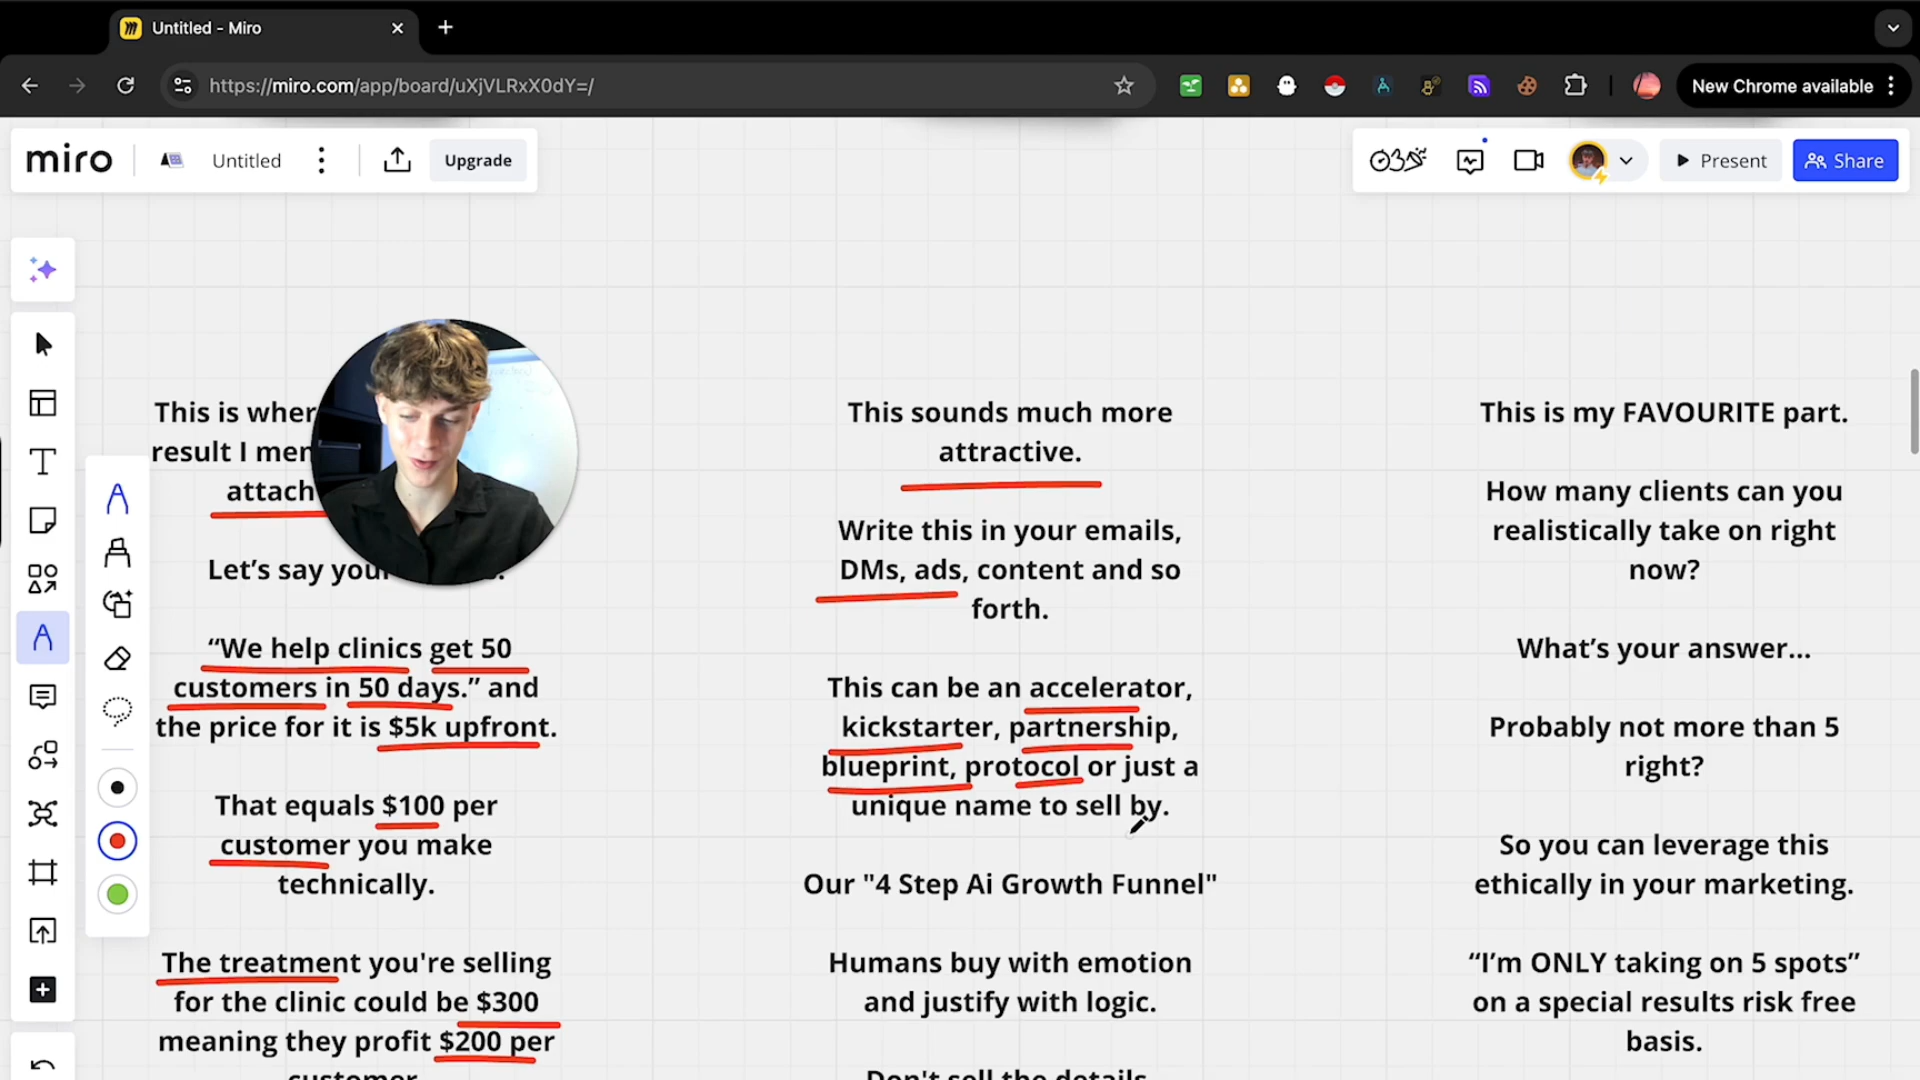 Untitled - Miro
https://miro.com/app/board/uXjVLRxX0dY=/
New Chrome available
miro
Untitled
Upgrade
Present
Share
This is
result I
attach
Let's say
“We help clinics get 50
customers in 50 days.” and
the price for it is $5k upfront.
That equals $100 per
customer you make
technically.
The treatment you're selling
for the clinic could be $300
meaning they profit $200 per
customer
This sounds much more
attractive.
Write this in your emails,
DMs, ads, content and so
forth.
This can be an accelerator,
kickstarter, partnership,
blueprint, protocol or just a
unique name to sell by.
Our "4 Step Ai Growth Funnel"
Humans buy with emotion
and justify with logic.
Don't sell the details
This is my FAVOURITE part.
How many clients can you
realistically take on right
now?
What's your answer...
Probably not more than 5
right?
So you can leverage this
ethically in your marketing.
“I'm ONLY taking on 5 spots”
on a special results risk free
basis.